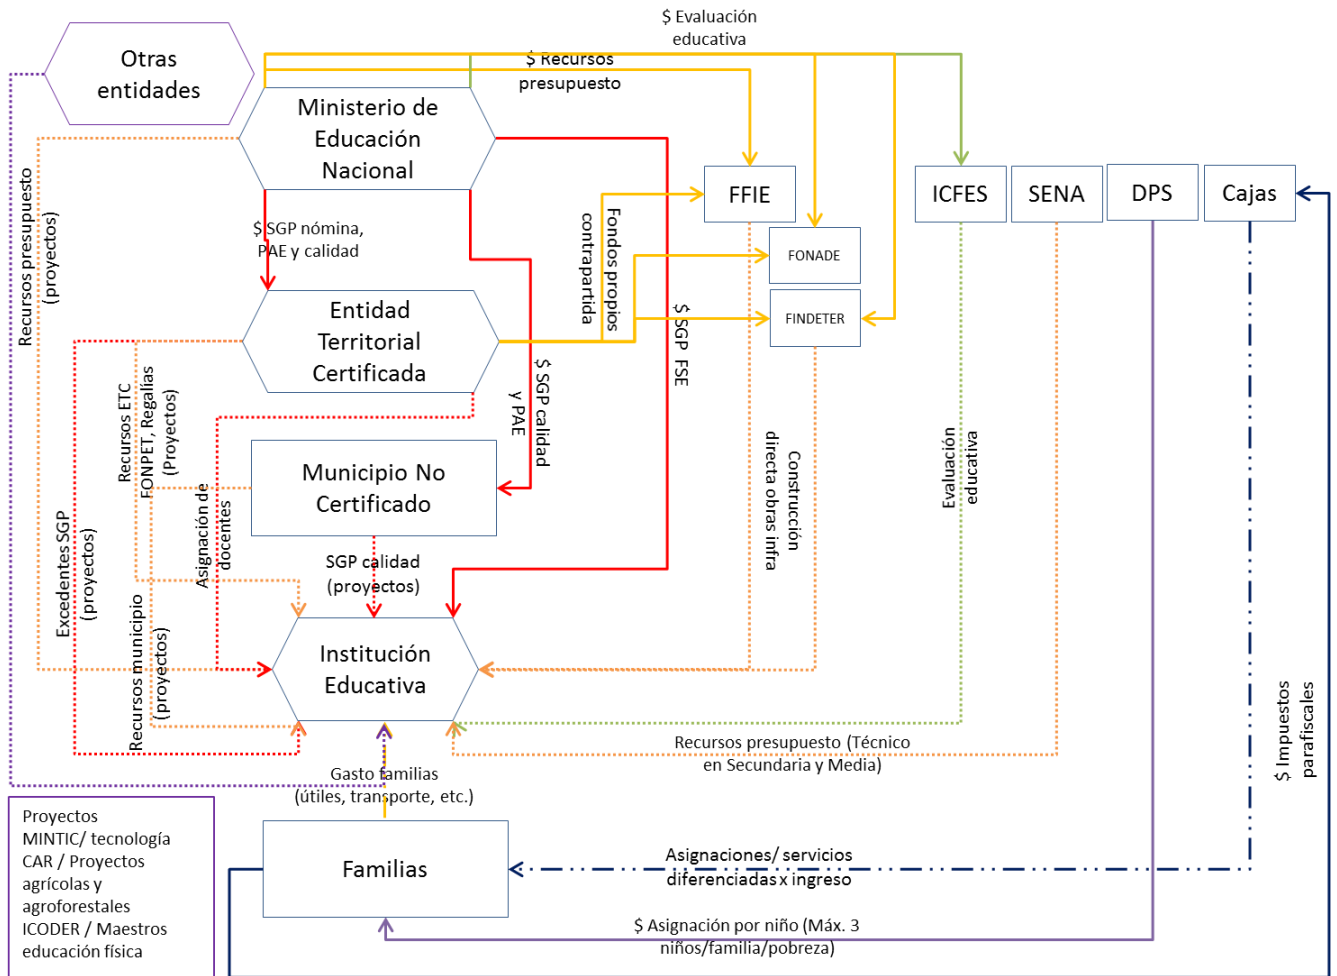 $ Evaluación
educativa
Otras
entidades
$ Recursos
presupuesto
Ministerio de
Educación
Nacional
FFIE
ICFES
SENA
DPS
Cajas
Recursos presupuesto
(proyectos)
$ SGP nómina,
PAE y calidad
Fondos propios
contrapartida
FONADE
FINDETER
Entidad
Territorial
Certificada
$ SGP FSE
$ SGP calidad
y PAE
Recursos ETC
FONPET, Regalías
(Proyectos)
Municipio No
Certificado
Asignación de
docentes
Construcción
directa obras infra
Evaluación
educativa
Excedentes SGP
(proyectos)
SGP calidad
(proyectos)
Recursos municipio
(proyectos)
Institución
Educativa
$ Impuestos
parafiscales
Recursos presupuesto (Técnico
en Secundaria y Media)
Gasto familias
(útiles, transporte, etc.)
Proyectos
MINTIC/ tecnología
CAR / Proyectos
agrícolas y
agroforestales
ICODER / Maestros
educación física
Familias
Asignaciones/ servicios
diferenciadas x ingreso
$ Asignación por niño (Máx. 3
niños/familia/pobreza)